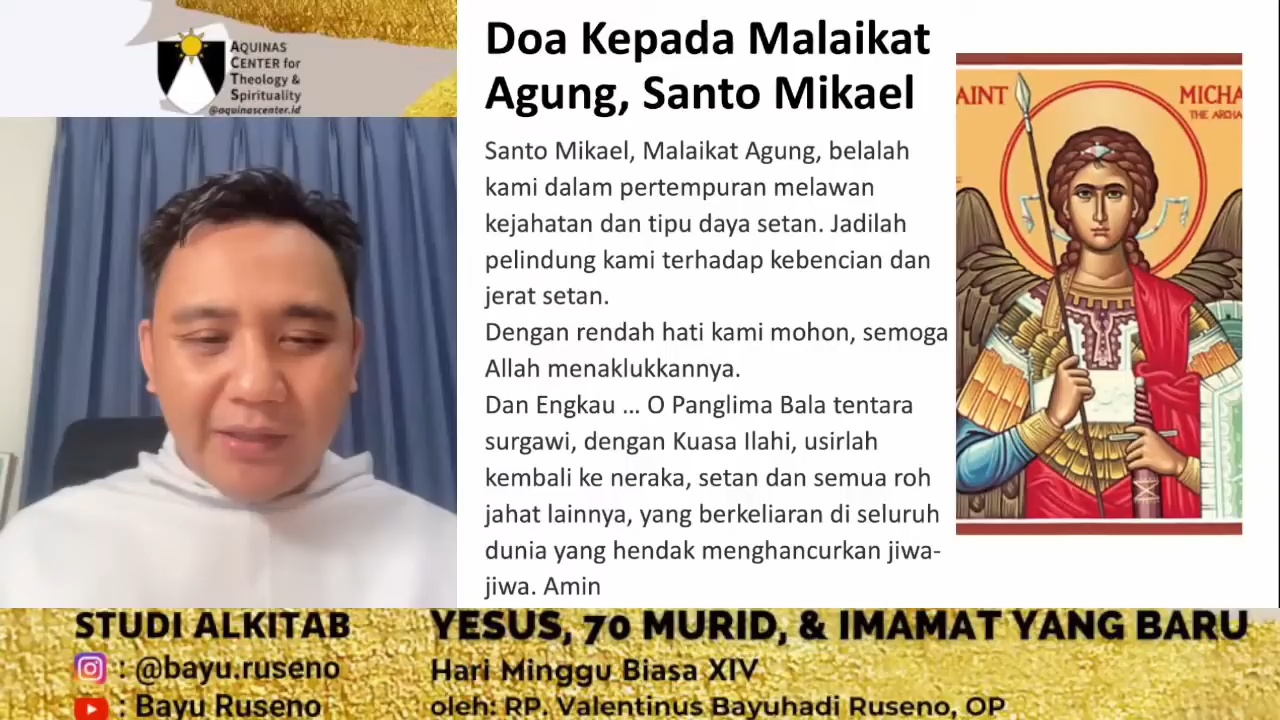 AQUINAS
CENTER for
Theology &
Spirituality
@aquinascenter.id
Doa Kepada Malaikat
Agung, Santo Mikael
Santo Mikael, Malaikat Agung, belalah
kami dalam pertempuran melawan
kejahatan dan tipu daya setan. Jadilah
pelindung kami terhadap kebencian dan
jerat setan.
Dengan rendah hati kami mohon, semoga
Allah menaklukkannya.
Dan Engkau ... O Panglima Bala tentara
surgawi, dengan Kuasa Ilahi, usirlah
kembali ke neraka, setan dan semua roh
jahat lainnya, yang berkeliaran di seluruh
dunia yang hendak menghancurkan jiwa-
jiwa. Amin
AINT MICHA
THE ARCHA
STUDI ALKITAB
: @bayu.ruseno
: Bayu Ruseno
YESUS, 70 MURID, & IMAMAT YANG BARU
Hari Minggu Biasa XIV
oleh: RP. Valentinus Bayuhadi Ruseno, OP